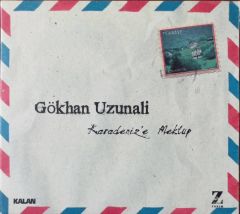 Gökhan Uzunali
Karadeniz'e Mektup
KALAN
Z